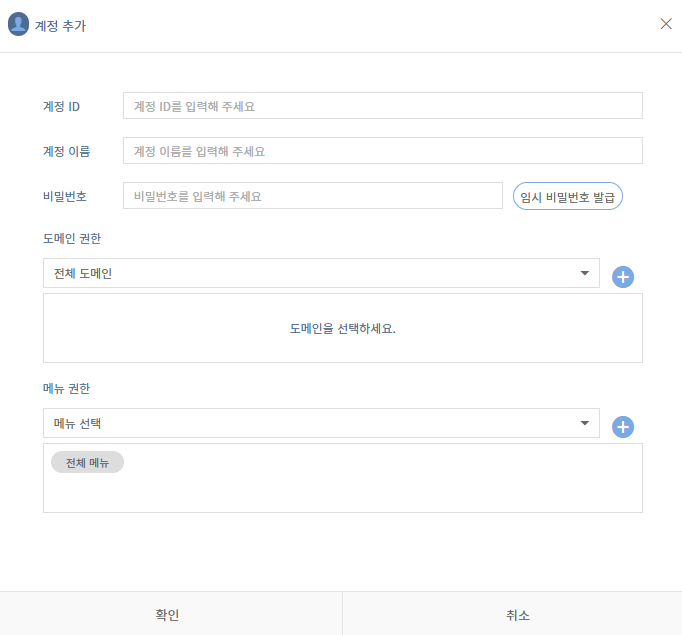 계정 추가
계정 ID
계정 ID를 입력해 주세요
계정 이름
계정 이름를 입력해 주세요
비밀번호
비밀번호를 입력해 주세요
임시 비밀번호 발급
도메인 권한
전체 도메인
도메인을 선택하세요.
메뉴 권한
메뉴 선택
전체 메뉴
확인
취소